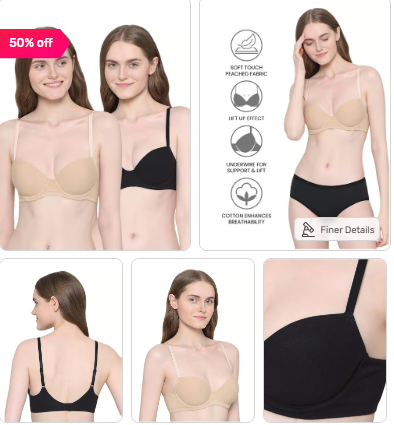 50% off
SOFT TOUCH
PEACHED FABRIC
LIFT UP EFFECT
UNDERWIRE FOR
SUPPORT & LIFT
COTTON ENHANCES
BREATHABILITY
Finer Details